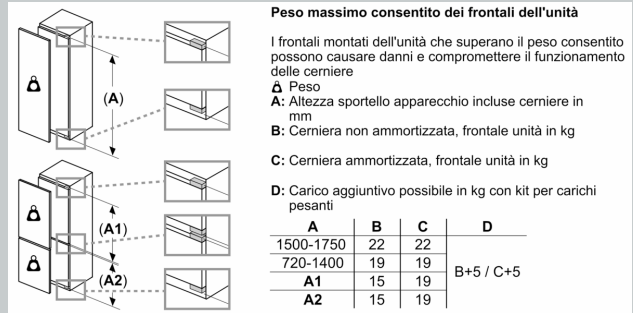 Peso massimo consentito dei frontali dell'unità
I frontali montati dell'unità che superano il peso consentito
possono causare danni e compromettere il funzionamento
delle cerniere
Peso
A: Altezza sportello apparecchio incluse cerniere in
mm
B: Cerniera non ammortizzata, frontale unità in kg
C: Cerniera ammortizzata, frontale unità in kg
D: Carico aggiuntivo possibile in kg con kit per carichi
pesanti
A B C D
1500-1750 22 22
720-1400 19 19
B+5 / C+5
A1 15 19
A2 15 19
(A)
(A1)
(A2)